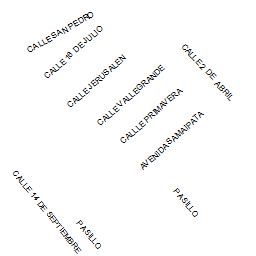 CALLE SAN PEDRO
CALLE 16 DE JULIO
CALLE JERUSALEN
CALLE 2 DE ABRIL
CALLE VALLEGRANDE
CALLLE PRIMAVERA
AVENIDA SAMAIPATA
CALLE 14 DE SEPTIEMBRE
PASILLO
PASILLO